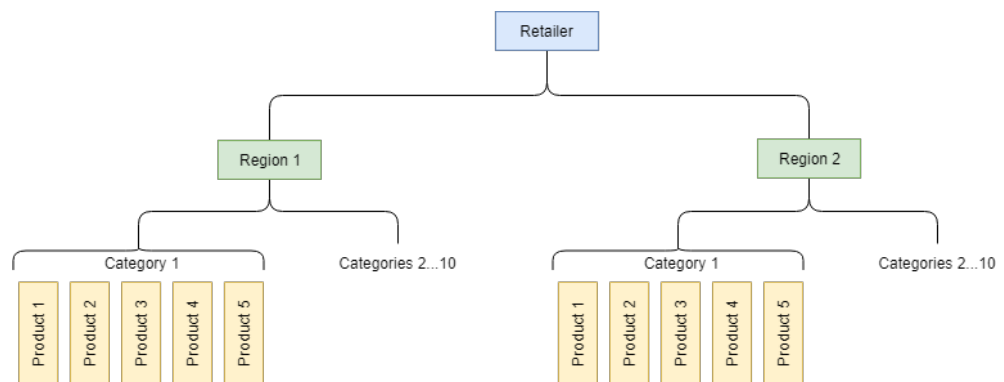 Retailer
Region 1
Region 2
Category 1
Categories 2...10
Category 1
Categories 2...10
Product 1
Product 2
Product 3
Product 4
Product 5
Product 1
Product 2
Product 3
Product 4
Product 5